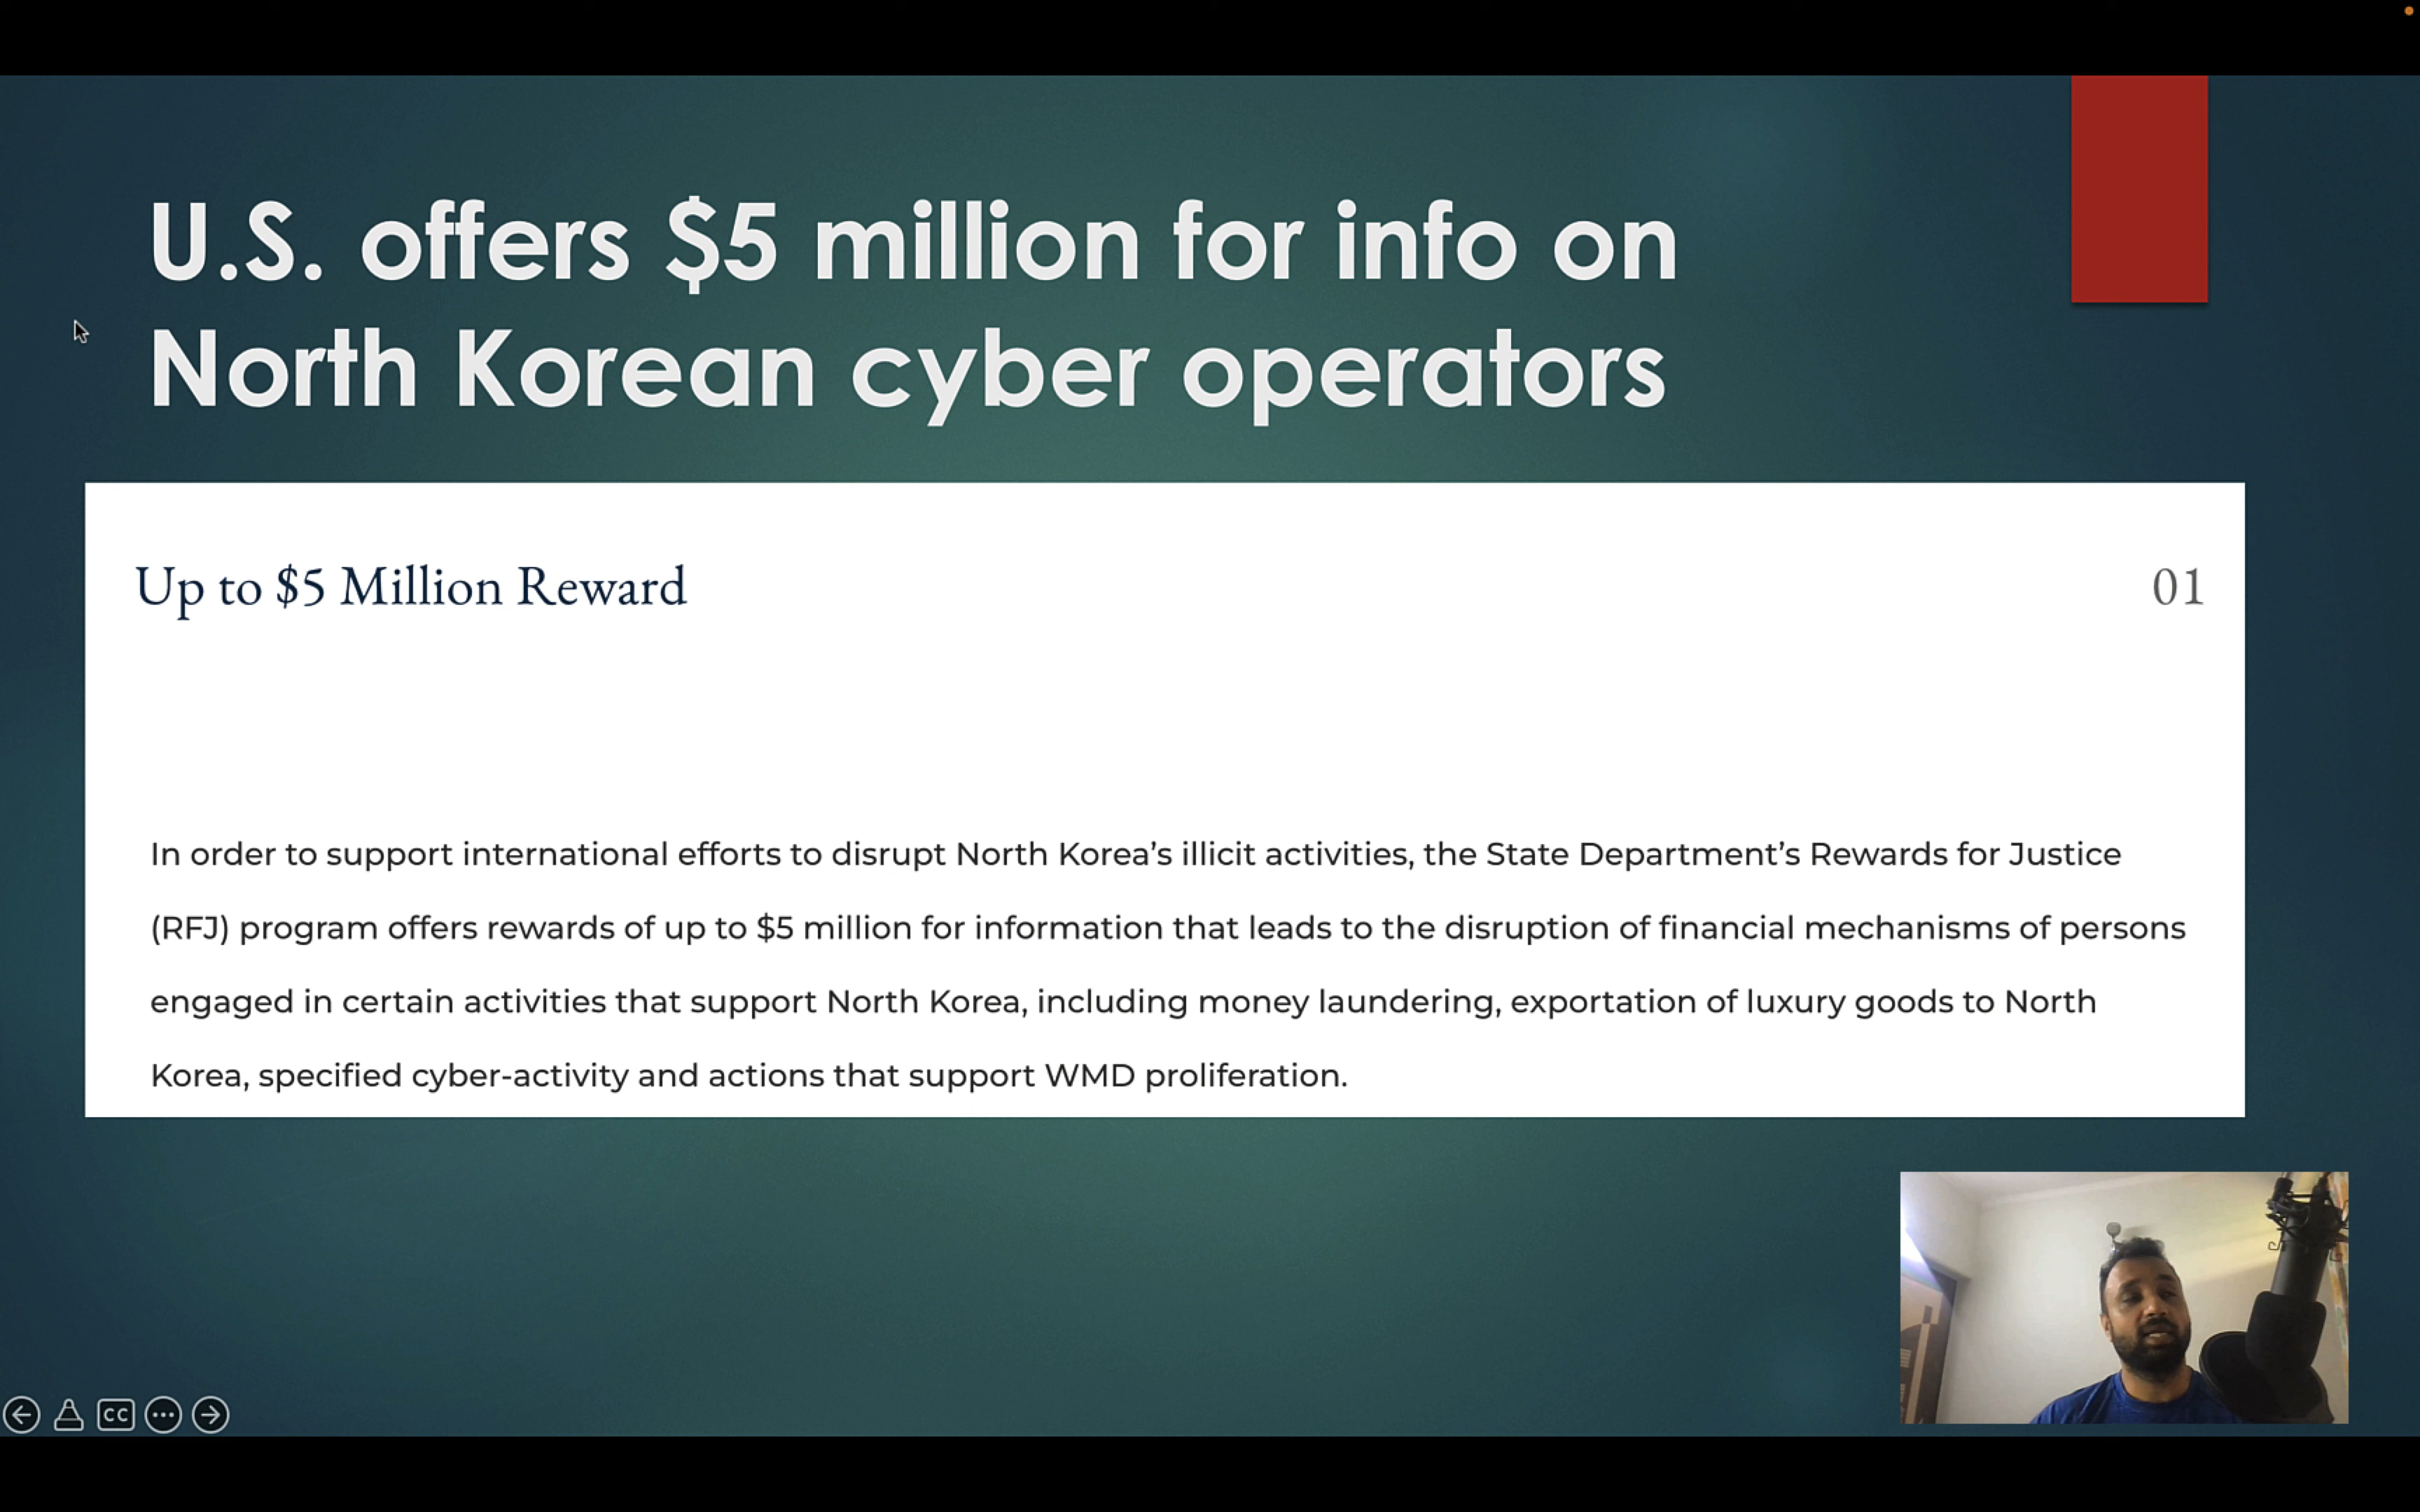 U.S. offers $5 million for info on
North Korean cyber operators
Up to $5 Million Reward
01
In order to support international efforts to disrupt North Korea’s illicit activities, the State Department’s Rewards for Justice
(RFJ) program offers rewards of up to $5 million for information that leads to the disruption of financial mechanisms of persons
engaged in certain activities that support North Korea, including money laundering, exportation of luxury goods to North
Korea, specified cyber-activity and actions that support WMD proliferation.
CC